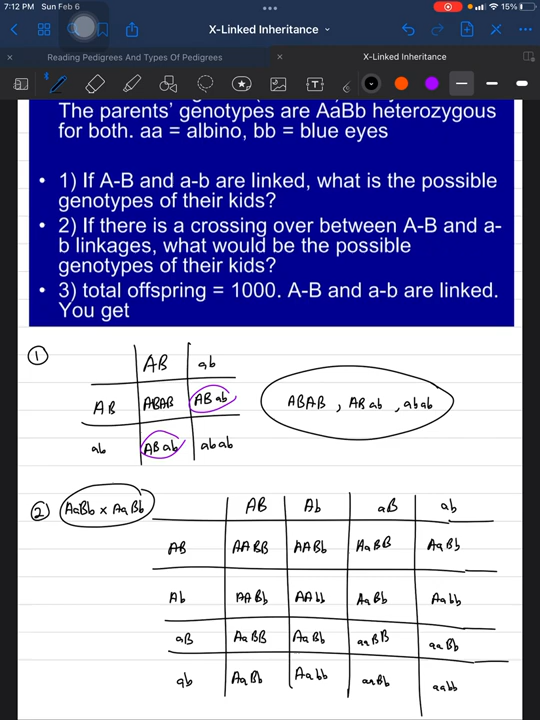 7:12 PM Sun Feb 6
15%
X-Linked Inheritance
Reading Pedigrees And Types Of Pedigrees
X-Linked Inheritance
The parents' genotypes are AaBb heterozygous
for both. aa = albino, bb = blue eyes
• 1) If A-B and a-b are linked, what is the possible
genotypes of their kids?
• 2) If there is a crossing over between A-B and a-
b linkages, what would be the possible
genotypes of their kids?
• 3) total offspring = 1000. A-B and a-b are linked.
You get
1
AB ab
AB ABAB ABab
ab ABab abab
ABAB , ABab , abab
2 AaBb x AaBb
AB Ab aB ab
AB AABB AABb AaBB AaBb
Ab AABb AAbb AaBb Aabb
aB AaBB AaBb aaBB aaBb
ab AaBb Aabb aaBb aabb